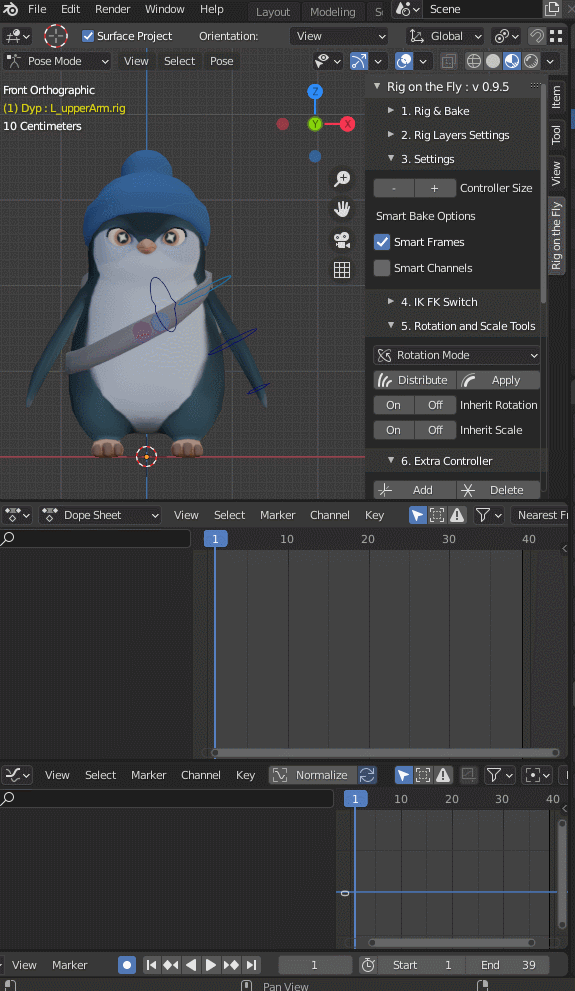 File Edit Render Window Help Layout Modeling Scene
Surface Project Orientation: View Global
Pose Mode View Select Pose
Front Orthographic
(1) Dyp : L_upperArm.rig
10 Centimeters
Z
Y
X
Rig on the Fly : v 0.9.5
1. Rig & Bake
2. Rig Layers Settings
3. Settings
- + Controller Size
Smart Bake Options
Smart Frames
Smart Channels
4. IK FK Switch
5. Rotation and Scale Tools
Rotation Mode
Distribute Apply
On Off Inherit Rotation
On Off Inherit Scale
6. Extra Controller
Add Delete
Item
Tool
View
Rig on the Fly
Dope Sheet View Select Marker Channel Key Nearest Fr
1 10 20 30 40
View Select Marker Channel Key Normalize
1 10 20 30 40
0
View Marker 1 Start 1 End 39
Pan View